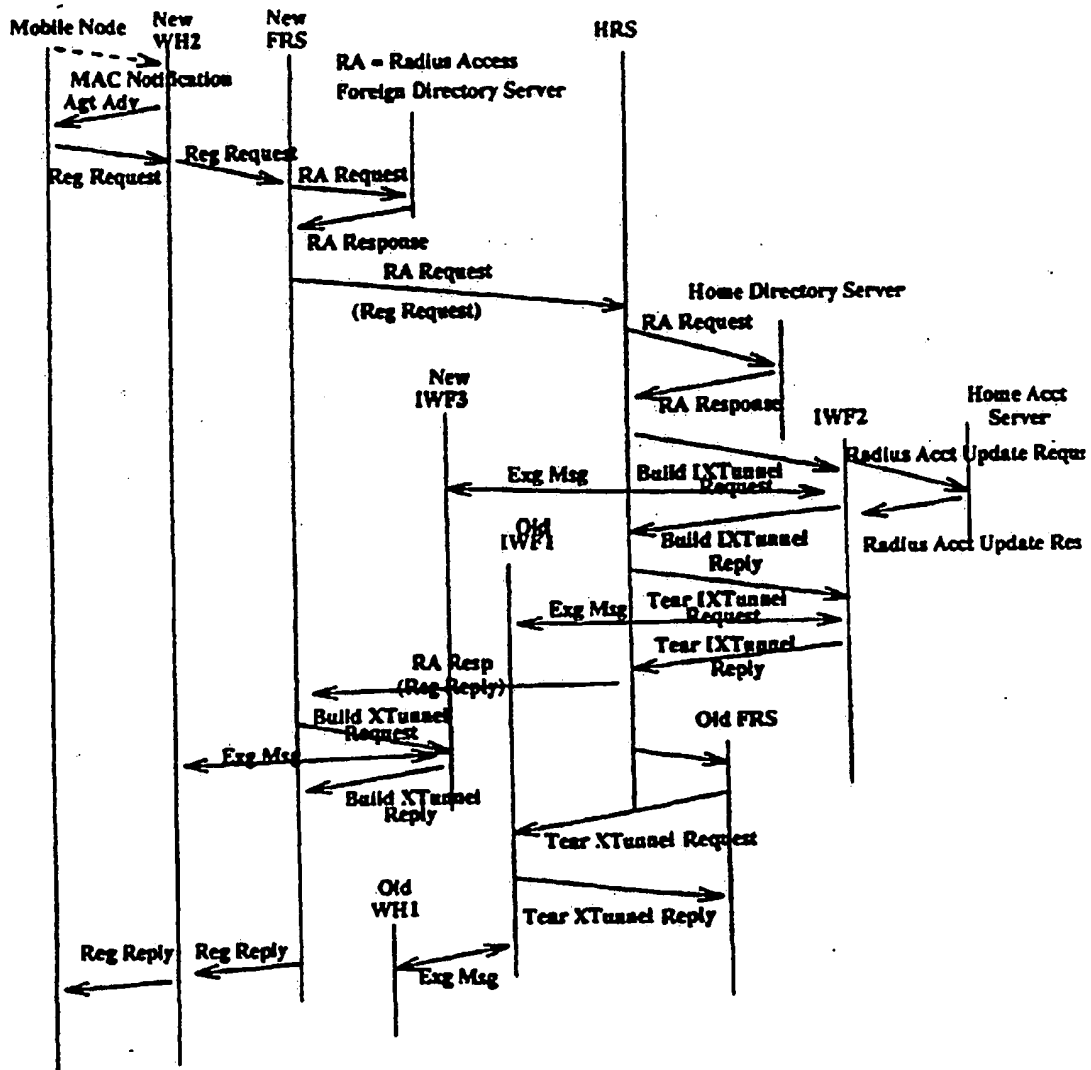 Mobile Node
New
WH2
New
FRS
HRS
RA = Radius Access
Foreign Directory Server
MAC Notification
Agt Adv
Reg Request
Reg Request
RA Request
RA Response
RA Request
(Reg Request)
Home Directory Server
RA Request
RA Response
New
IWF3
IWF2
Home Acct
Server
Radius Acct Update Requ
Exg Msg
Build IXTunnel
Request
Old
IWF1
Build IXTunnel
Reply
Radius Acct Update Res
Tear IXTunnel
Request
Exg Msg
Tear IXTunnel
Reply
RA Resp
(Reg Reply)
Build XTunnel
Request
Old FRS
Exg Msg
Build XTunnel
Reply
Tear XTunnel Request
Old
WH1
Tear XTunnel Reply
Reg Reply
Reg Reply
Exg Msg